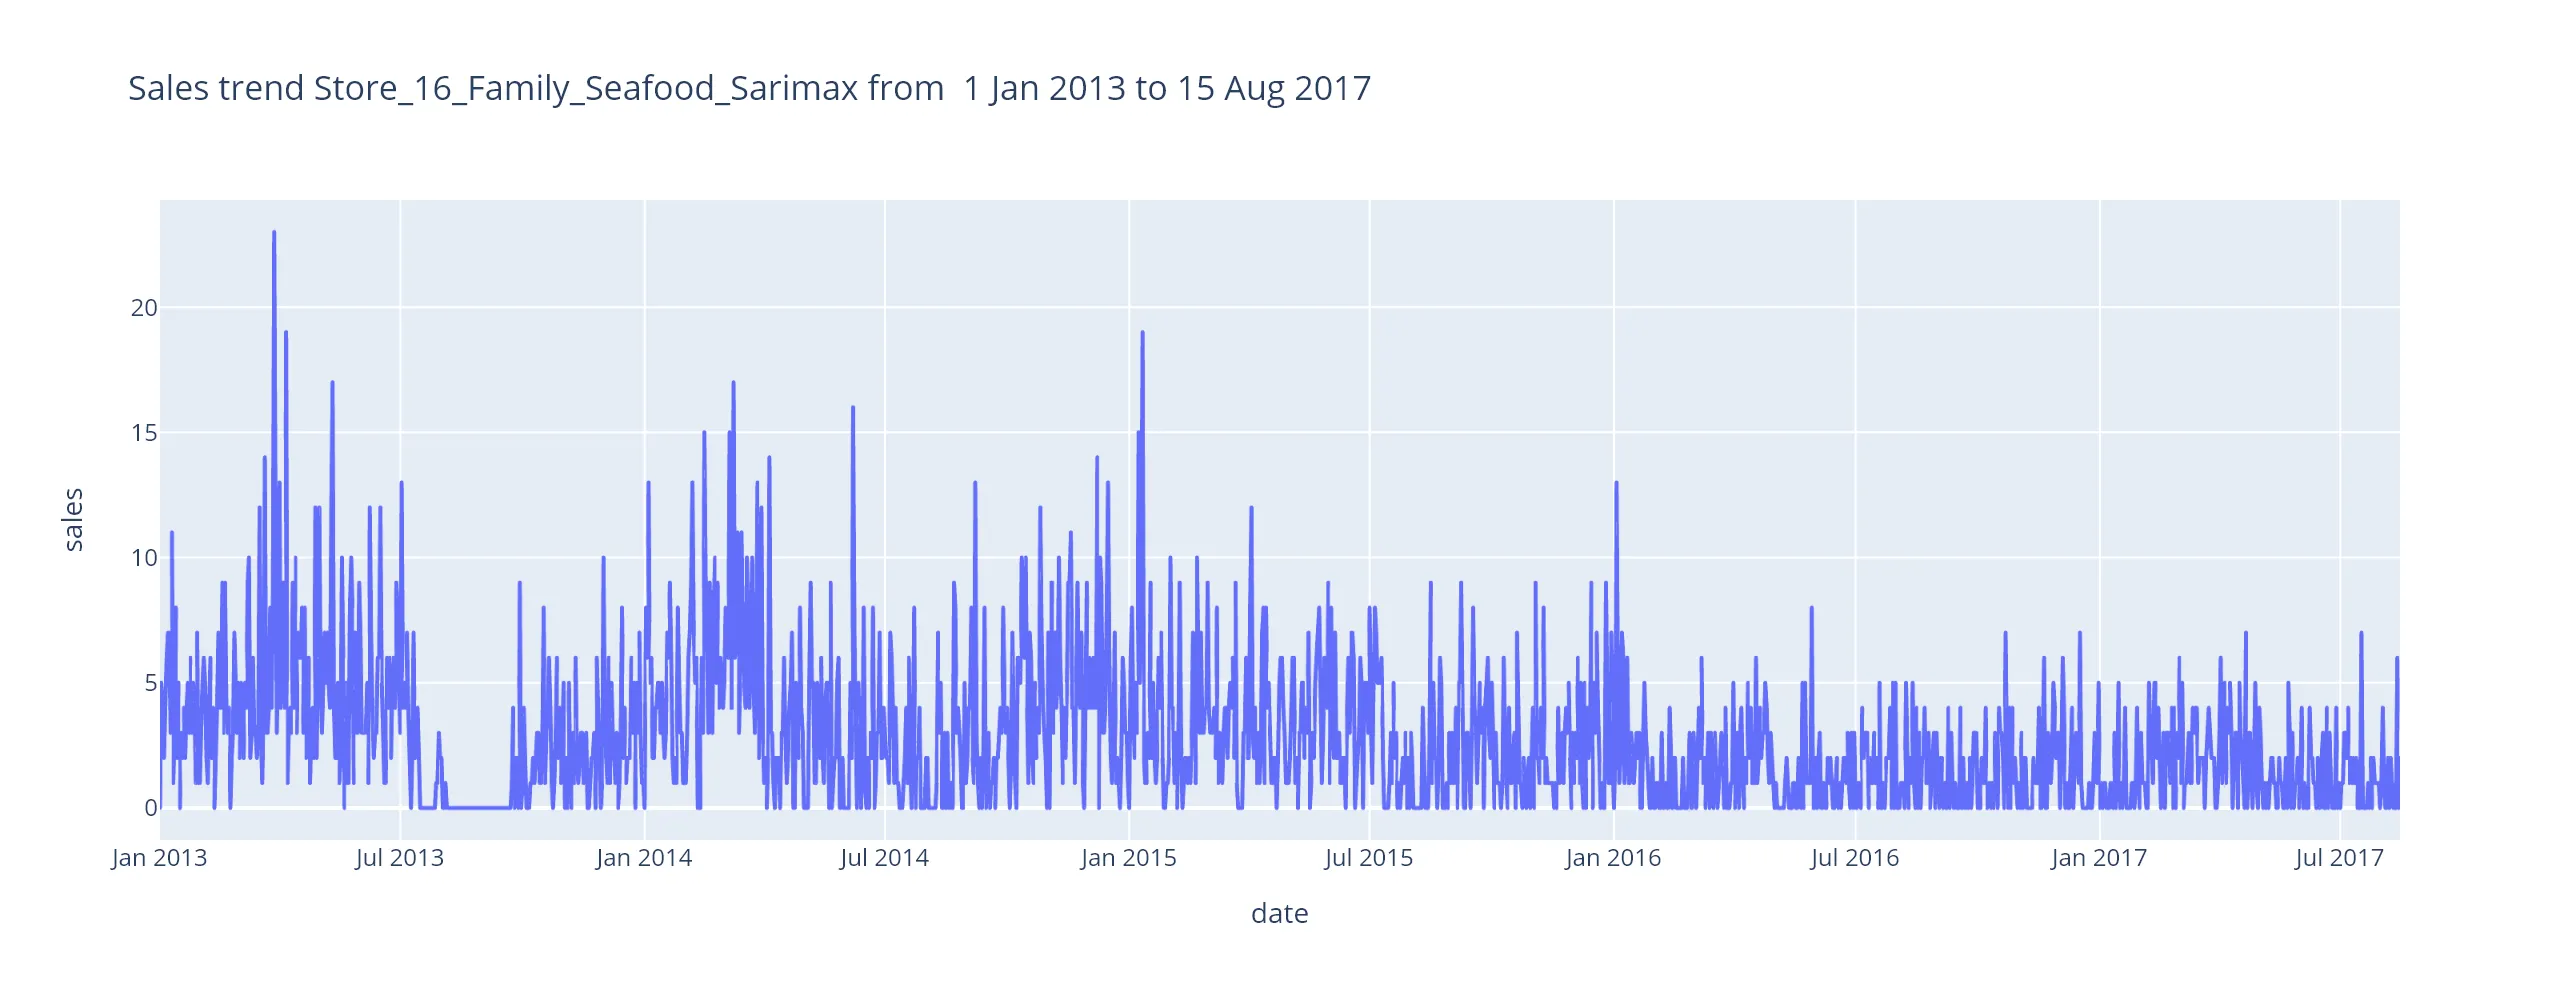 Sales trend Store_16_Family_Seafood_Sarimax from  1 Jan 2013 to 15 Aug 2017
20
15
10
5
0
sales
Jan 2013
Jul 2013
Jan 2014
Jul 2014
Jan 2015
Jul 2015
Jan 2016
Jul 2016
Jan 2017
Jul 2017
date